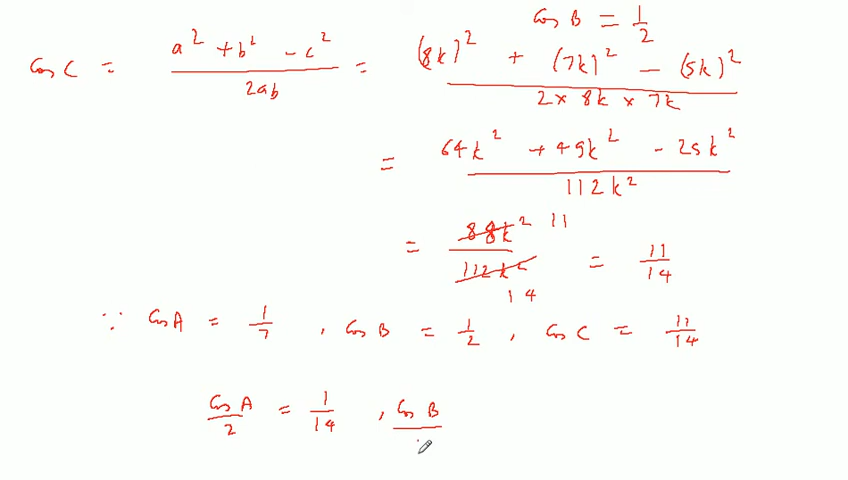 Cos B = 1/2
Cos C = (a² + b² - c²)/(2ab) = ((8k)² + (7k)² - (5k)²)/(2 × 8k × 7k)
= (64k² + 49k² - 25k²)/(112k²)
= 88k²/112k² 11/14 = 11/14
∵ Cos A = 1/7 , Cos B = 1/2 , Cos C = 11/14
Cos A/2 = 1/14 , Cos B/